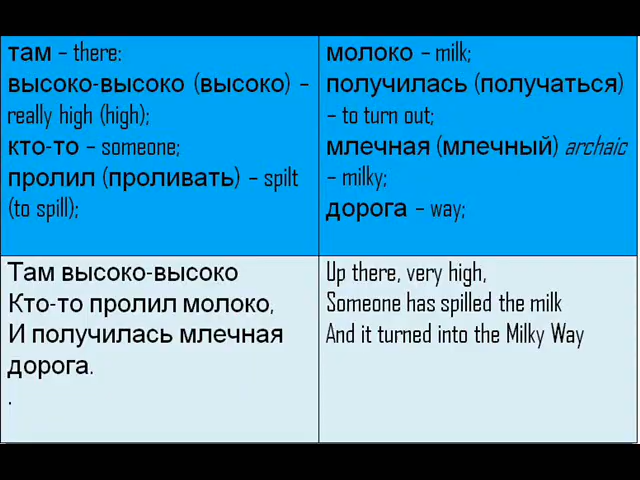 там – there:
высоко-высоко (высоко) –
really high (high);
кто-то – someone;
пролил (проливать) – spilt
(to spill);
молоко – milk;
получилась (получаться)
– to turn out;
млечная (млечный) archaic
– milky;
дорога – way;
Там высоко-высоко
Кто-то пролил молоко,
И получилась млечная
дорога.
.
Up there, very high,
Someone has spilled the milk
And it turned into the Milky Way